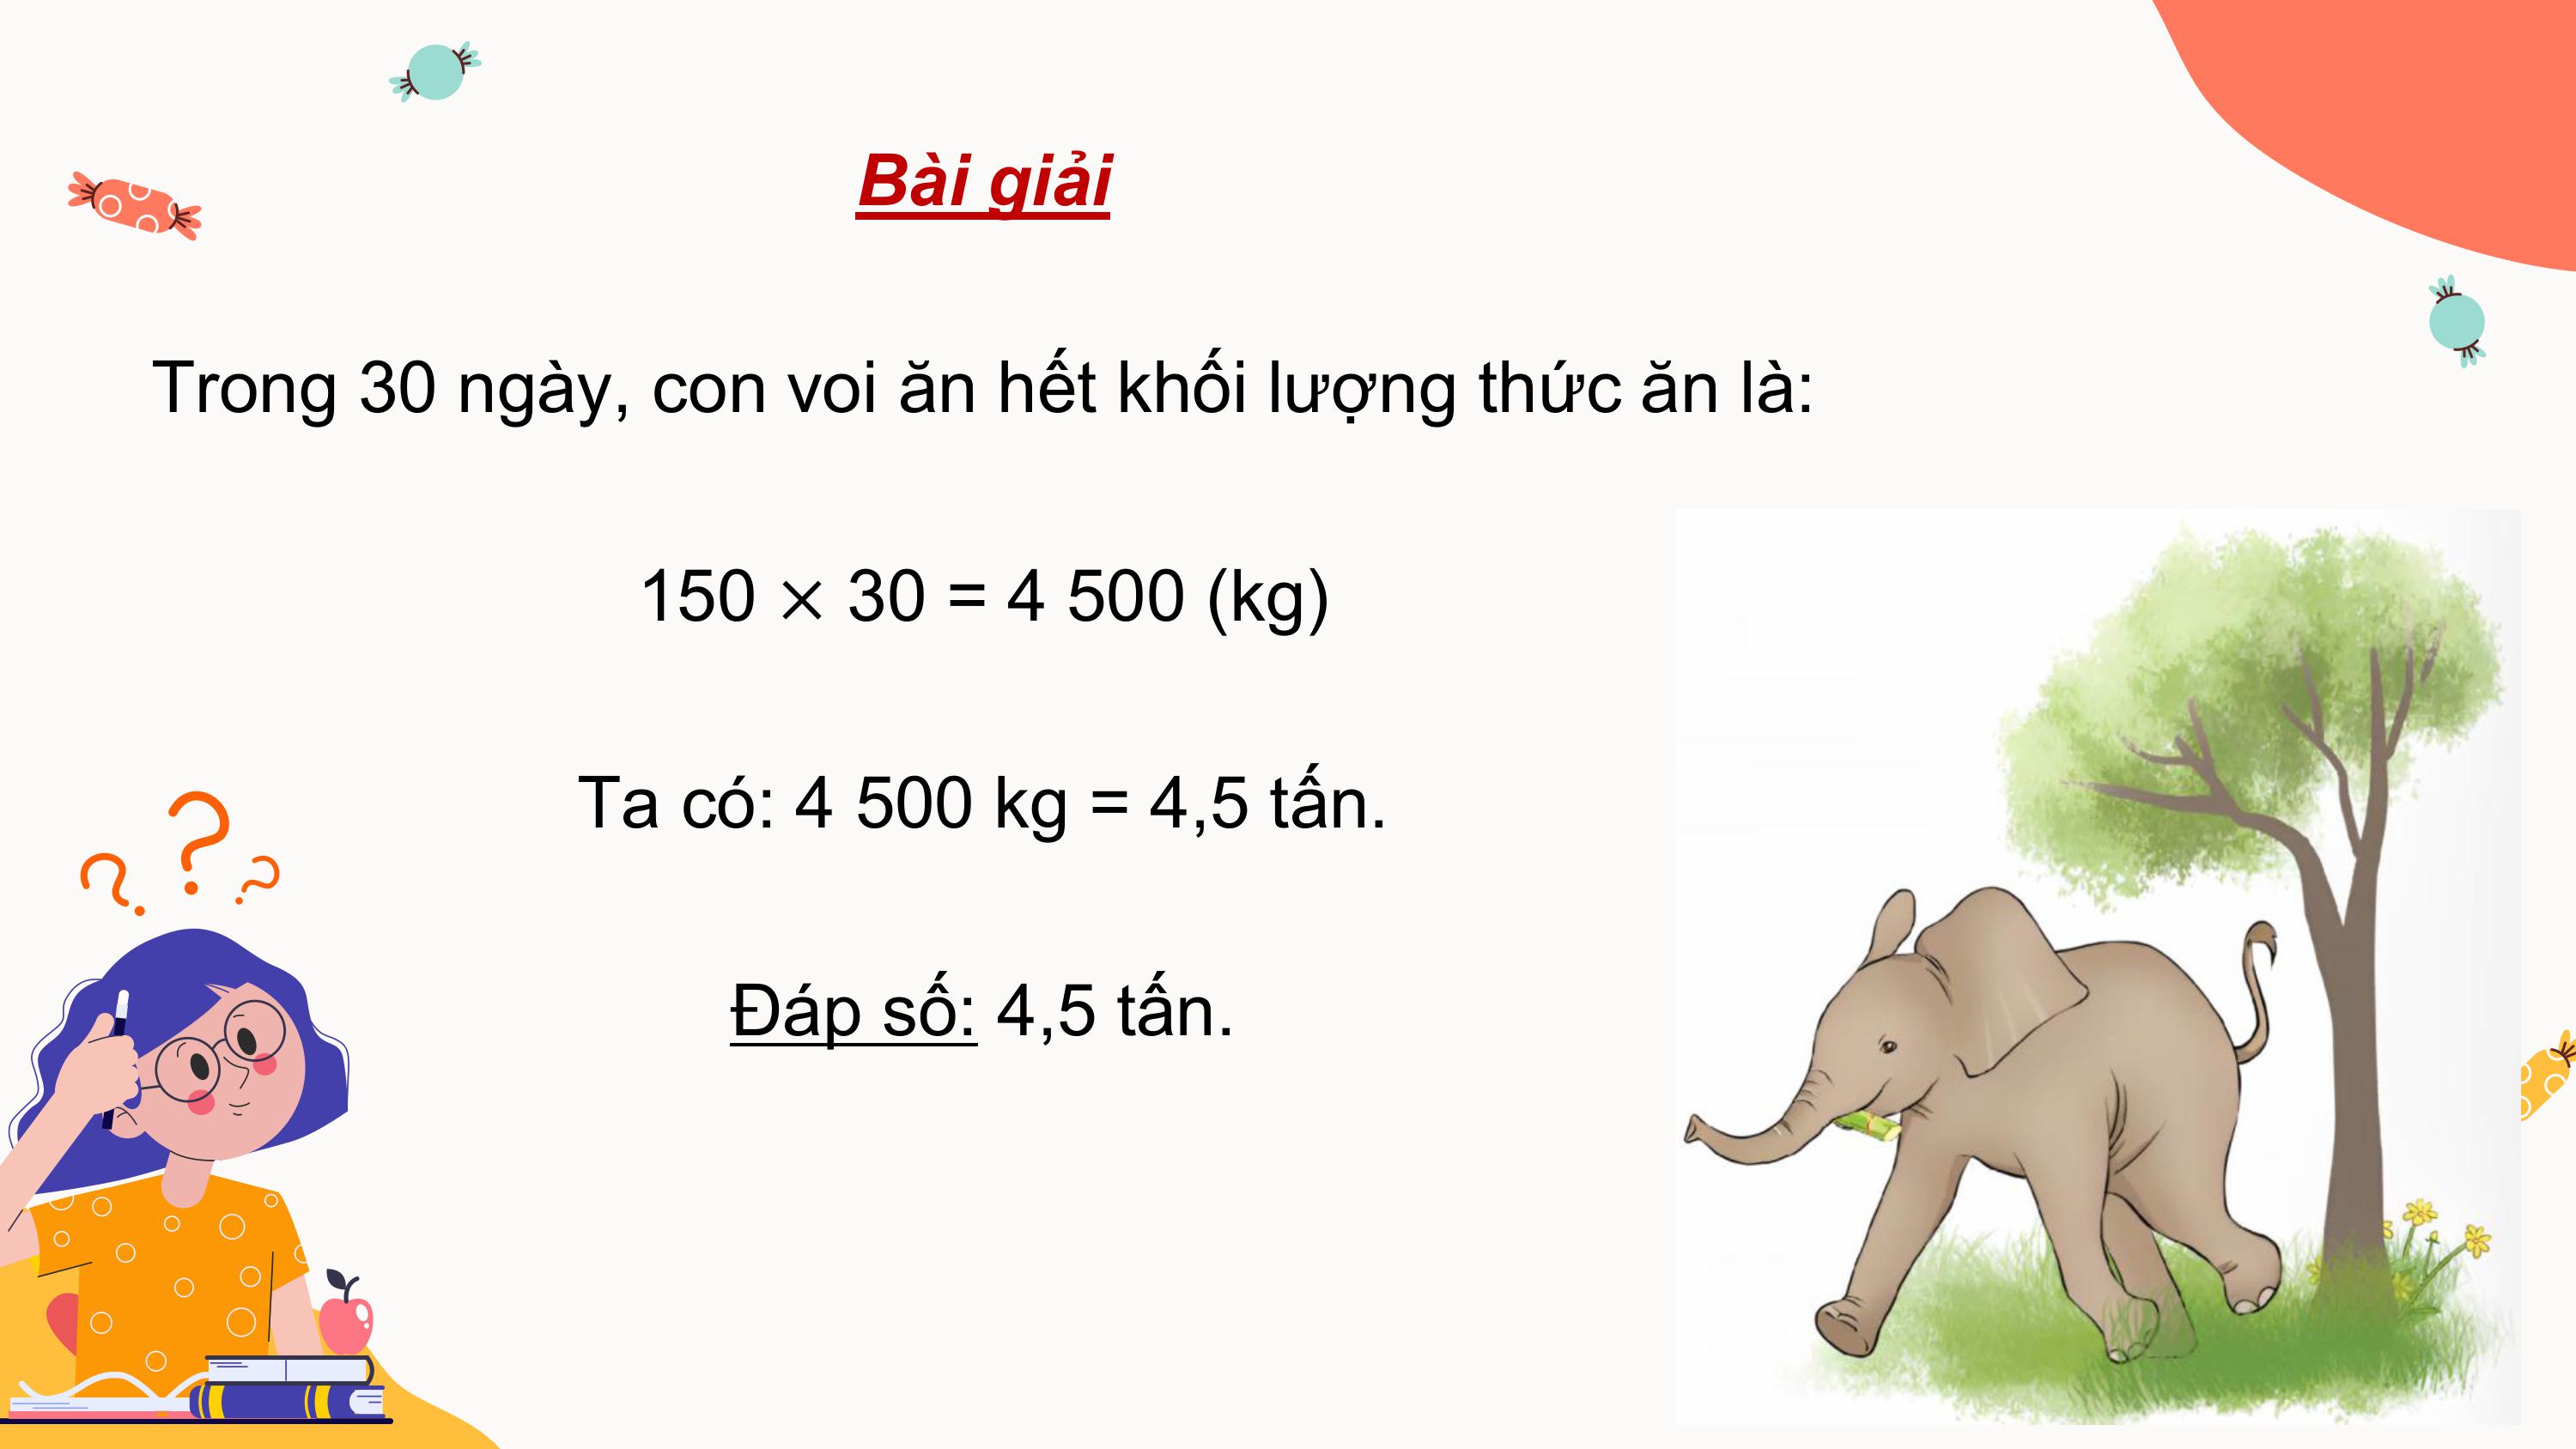 Bài giải
Trong 30 ngày, con voi ăn hết khối lượng thức ăn là:
150 × 30 = 4 500 (kg)
Ta có: 4 500 kg = 4,5 tấn.
Đáp số: 4,5 tấn.